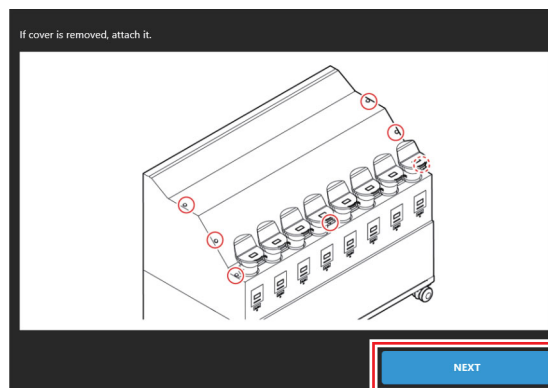 If cover is removed, attach it.
NEXT